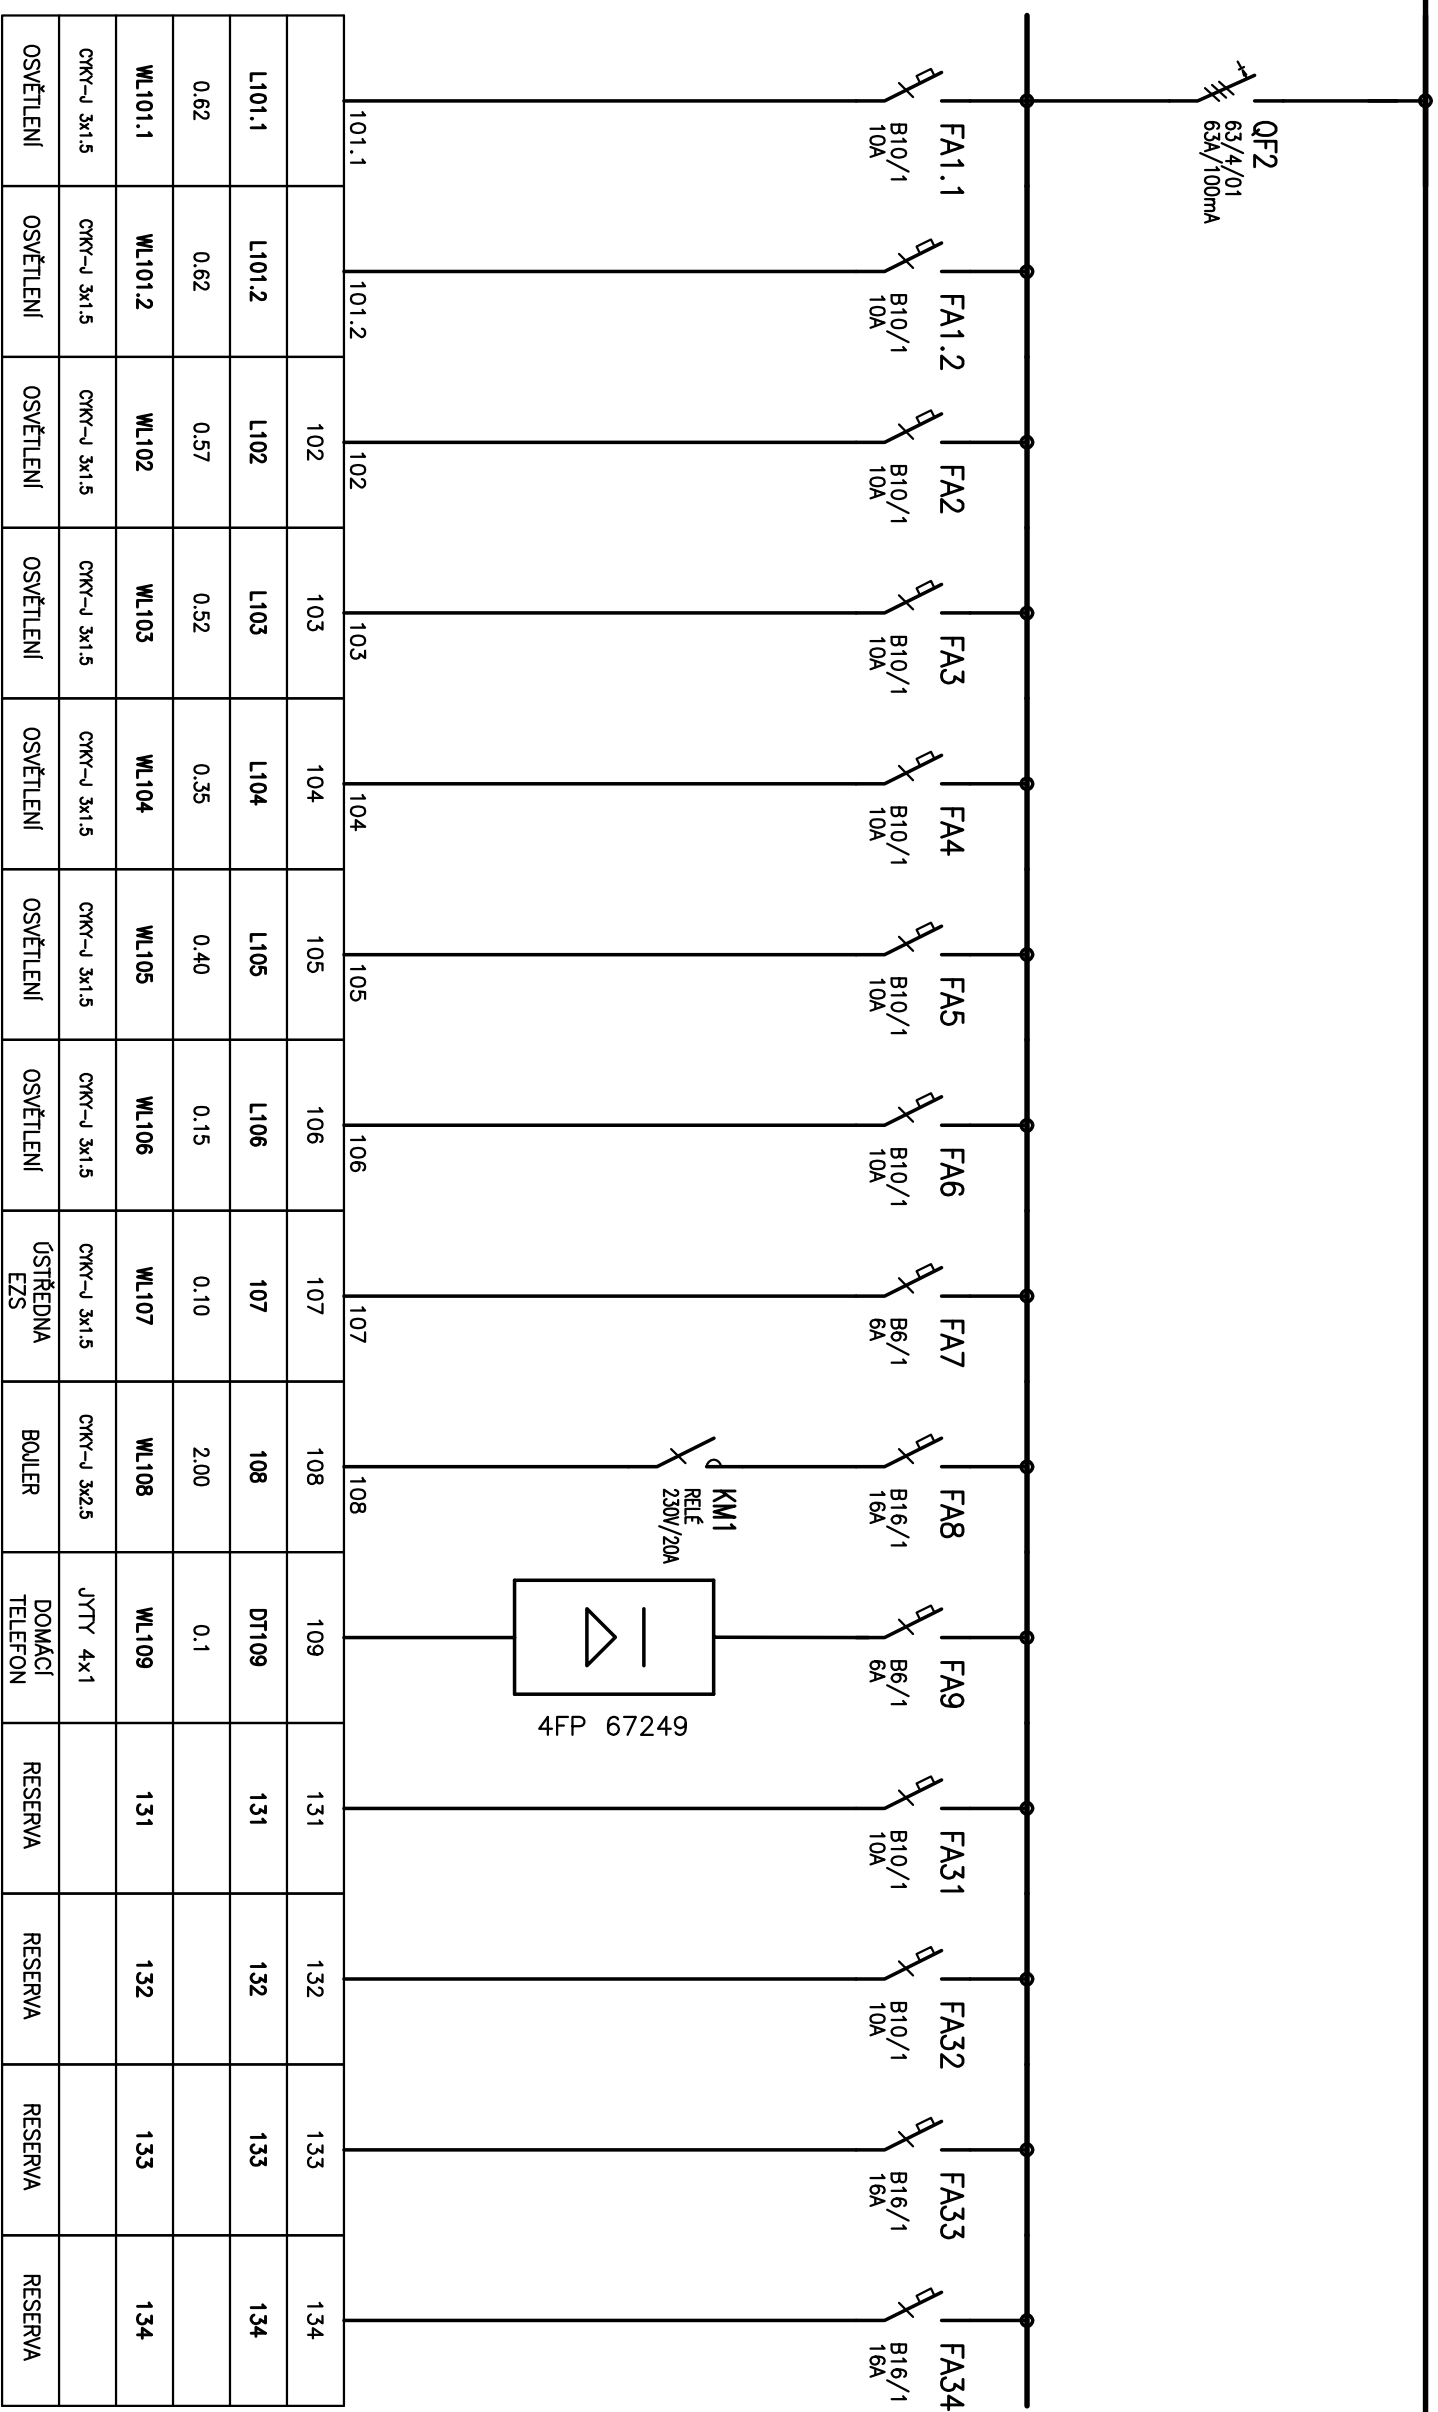 QF2
63/4/01
63A/100mA
FA1.1
B10/1
10A
FA1.2
B10/1
10A
FA2
B10/1
10A
FA3
B10/1
10A
FA4
B10/1
10A
FA5
B10/1
10A
FA6
B10/1
10A
FA7
B6/1
6A
FA8
B16/1
16A
FA9
B6/1
6A
FA31
B10/1
10A
FA32
B10/1
10A
FA33
B16/1
16A
FA34
B16/1
16A
KM1
RELÉ
230V/20A
4FP 67249
101.1
101.2
102
103
104
105
106
107
108
102
103
104
105
106
107
108
109
131
132
133
134
L101.1
L101.2
L102
L103
L104
L105
L106
107
108
DT109
131
132
133
134
0.62
0.62
0.57
0.52
0.35
0.40
0.15
0.10
2.00
0.1
WL101.1
WL101.2
WL102
WL103
WL104
WL105
WL106
WL107
WL108
WL109
131
132
133
134
CYKY-J 3x1.5
CYKY-J 3x1.5
CYKY-J 3x1.5
CYKY-J 3x1.5
CYKY-J 3x1.5
CYKY-J 3x1.5
CYKY-J 3x1.5
CYKY-J 3x1.5
CYKY-J 3x2.5
JYTY 4x1
OSVĚTLENÍ
OSVĚTLENÍ
OSVĚTLENÍ
OSVĚTLENÍ
OSVĚTLENÍ
OSVĚTLENÍ
OSVĚTLENÍ
ÚSTŘEDNA
EZS
BOJLER
DOMÁCÍ
TELEFON
RESERVA
RESERVA
RESERVA
RESERVA